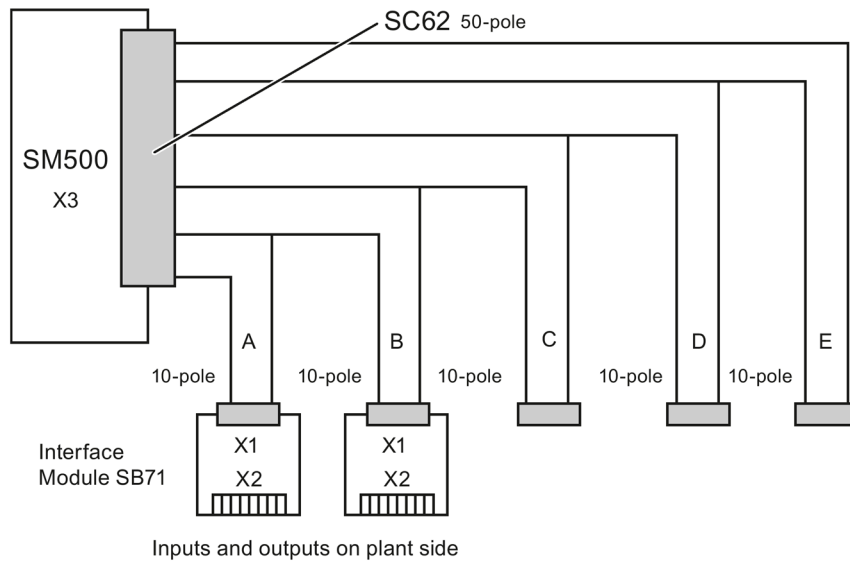 SC62 50-pole
SM500
X3
A
B
C
D
E
10-pole
10-pole
10-pole
10-pole
10-pole
X1
X1
Interface
Module SB71
X2
X2
Inputs and outputs on plant side